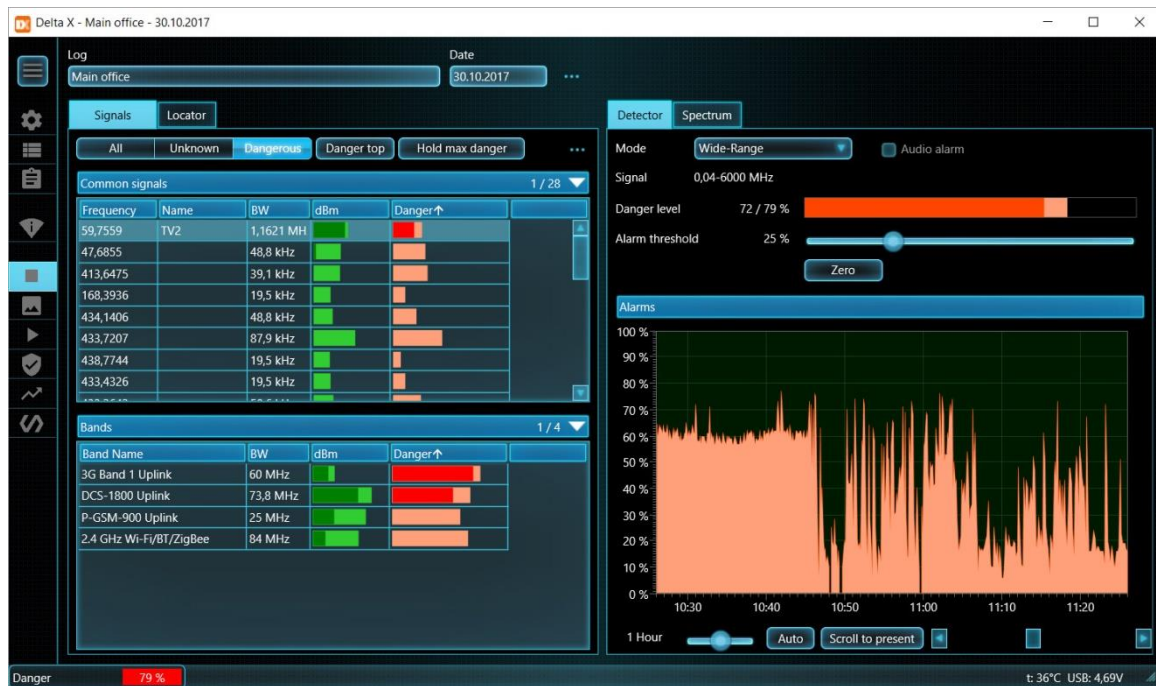 Delta X - Main office - 30.10.2017
Log
Date
Main office
30.10.2017
Signals
Locator
All
Unknown
Dangerous
Danger top
Hold max danger
Common signals
1 / 28
Frequency Name BW dBm Danger↑
59,7559 TV2 1,1621 MH
47,6855 48,8 kHz
413,6475 39,1 kHz
168,3936 19,5 kHz
434,1406 48,8 kHz
433,7207 87,9 kHz
438,7744 19,5 kHz
433,4326 19,5 kHz
Bands
1 / 4
Band Name BW dBm Danger↑
3G Band 1 Uplink 60 MHz
DCS-1800 Uplink 73,8 MHz
P-GSM-900 Uplink 25 MHz
2.4 GHz Wi-Fi/BT/ZigBee 84 MHz
Detector
Spectrum
Mode
Wide-Range
Audio alarm
Signal 0,04-6000 MHz
Danger level 72 / 79 %
Alarm threshold 25 %
Zero
Alarms
100 %
90 %
80 %
70 %
60 %
50 %
40 %
30 %
20 %
10 %
0 %
10:30 10:40 10:50 11:00 11:10 11:20
1 Hour
Auto
Scroll to present
Danger 79 %
t: 36°C USB: 4,69V